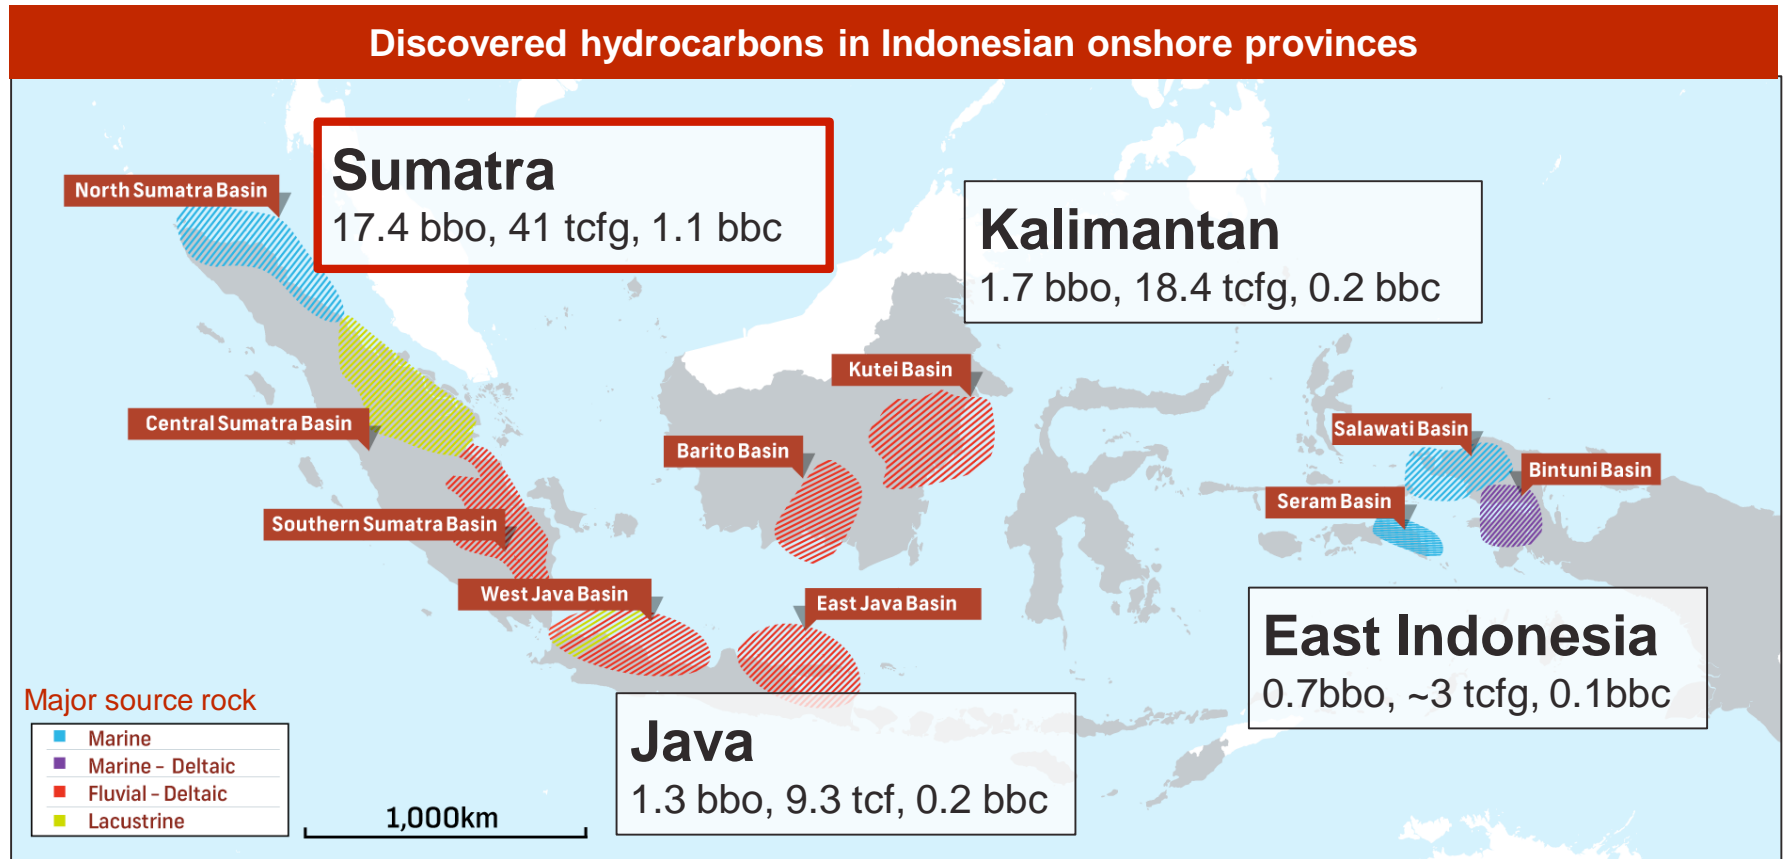 Discovered hydrocarbons in Indonesian onshore provinces
Sumatra
17.4 bbo, 41 tcfg, 1.1 bbc
North Sumatra Basin
Kalimantan
1.7 bbo, 18.4 tcfg, 0.2 bbc
Kutei Basin
Central Sumatra Basin
Barito Basin
Salawati Basin
Bintuni Basin
Seram Basin
Southern Sumatra Basin
West Java Basin
East Java Basin
East Indonesia
0.7bbo, ~3 tcfg, 0.1bbc
Java
1.3 bbo, 9.3 tcf, 0.2 bbc
Major source rock
Marine
Marine - Deltaic
Fluvial - Deltaic
Lacustrine
1,000km